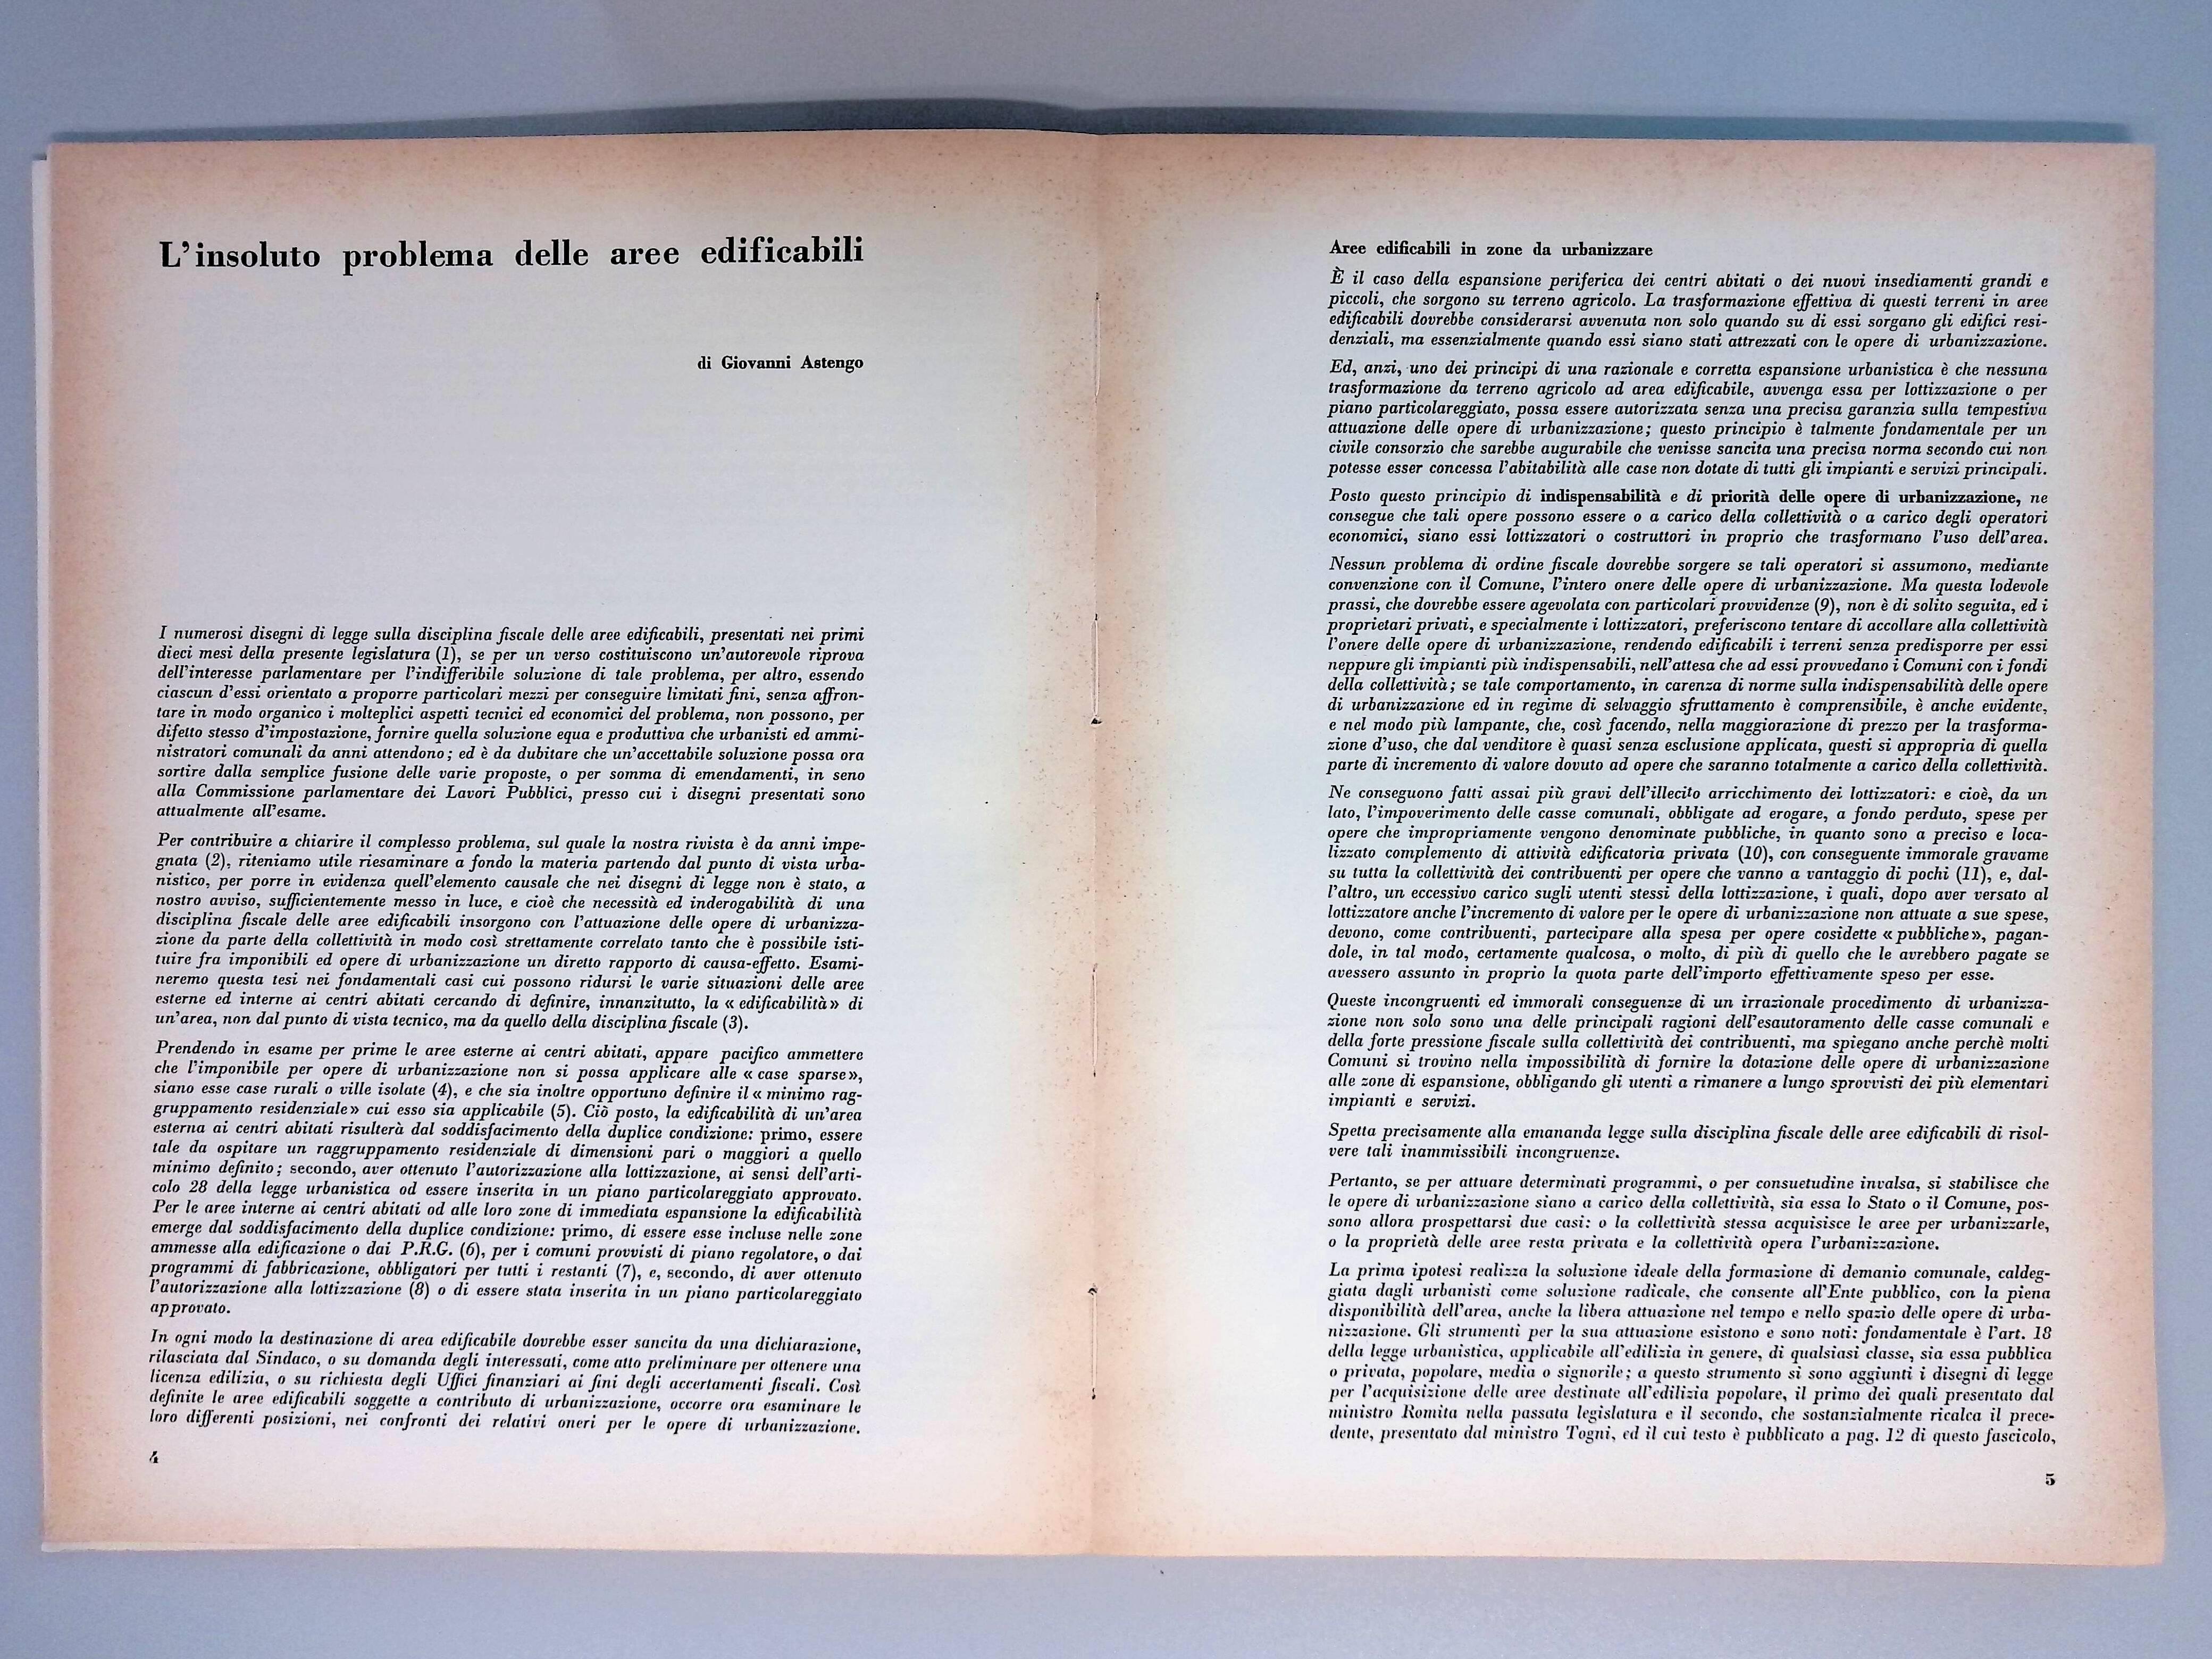 L'insoluto problema delle aree edificabili
di Giovanni Astengo
I numerosi disegni di legge sulla disciplina fiscale delle aree edificabili, presentati nei primi
dieci mesi della presente legislatura (1), se per un verso costituiscono un'autorevole riprova
dell'interesse parlamentare per l'indifferibile soluzione di tale problema, per altro, essendo
ciascun d'essi orientato a proporre particolari mezzi per conseguire limitati fini, senza affron-
tare in modo organico i molteplici aspetti tecnici ed economici del problema, non possono, per
difetto stesso d'impostazione, fornire quella soluzione equa e produttiva che urbanisti ed ammi-
nistratori comunali da anni attendono; ed è da dubitare che un'accettabile soluzione possa ora
sortire dalla semplice fusione delle varie proposte, o per somma di emendamenti, in seno
alla Commissione parlamentare dei Lavori Pubblici, presso cui i disegni presentati sono
attualmente all'esame.
Per contribuire a chiarire il complesso problema, sul quale la nostra rivista è da anni impe-
gnata (2), riteniamo utile riesaminare a fondo la materia partendo dal punto di vista urba-
nistico, per porre in evidenza quell'elemento causale che nei disegni di legge non è stato, a
nostro avviso, sufficientemente messo in luce, e cioè che necessità ed inderogabilità di una
disciplina fiscale delle aree edificabili insorgono con l'attuazione delle opere di urbanizza-
zione da parte della collettività in modo così strettamente correlato tanto che è possibile isti-
tuire fra imponibili ed opere di urbanizzazione un diretto rapporto di causa-effetto. Esami-
neremo questa tesi nei fondamentali casi cui possono ridursi le varie situazioni delle aree
esterne ed interne ai centri abitati cercando di definire, innanzitutto, la « edificabilità » di
un'area, non dal punto di vista tecnico, ma da quello della disciplina fiscale (3).
Prendendo in esame per prime le aree esterne ai centri abitati, appare pacifico ammettere
che l'imponibile per opere di urbanizzazione non si possa applicare alle « case sparse »,
siano esse case rurali o ville isolate (4), e che sia inoltre opportuno definire il « minimo rag-
gruppamento residenziale » cui esso sia applicabile (5). Ciò posto, la edificabilità di un'area
esterna ai centri abitati risulterà dal soddisfacimento della duplice condizione: primo, essere
tale da ospitare un raggruppamento residenziale di dimensioni pari o maggiori a quello
minimo definito; secondo, aver ottenuto l'autorizzazione alla lottizzazione, ai sensi dell'arti-
colo 28 della legge urbanistica od essere inserita in un piano particolareggiato approvato.
Per le aree interne ai centri abitati od alle loro zone di immediata espansione la edificabilità
emerge dal soddisfacimento della duplice condizione: primo, di essere esse incluse nelle zone
ammesse alla edificazione o dai P.R.G. (6), per i comuni provvisti di piano regolatore, o dai
programmi di fabbricazione, obbligatori per tutti i restanti (7), e, secondo, di aver ottenuto
l'autorizzazione alla lottizzazione (8) o di essere stata inserita in un piano particolareggiato
approvato.
In ogni modo la destinazione di area edificabile dovrebbe esser sancita da una dichiarazione,
rilasciata dal Sindaco, o su domanda degli interessati, come atto preliminare per ottenere una
licenza edilizia, o su richiesta degli Uffici finanziari ai fini degli accertamenti fiscali. Così
definite le aree edificabili soggette a contributo di urbanizzazione, occorre ora esaminare le
loro differenti posizioni, nei confronti dei relativi oneri per le opere di urbanizzazione.
4
Aree edificabili in zone da urbanizzare
È il caso della espansione periferica dei centri abitati o dei nuovi insediamenti grandi e
piccoli, che sorgono su terreno agricolo. La trasformazione effettiva di questi terreni in aree
edificabili dovrebbe considerarsi avvenuta non solo quando su di essi sorgano gli edifici resi-
denziali, ma essenzialmente quando essi siano stati attrezzati con le opere di urbanizzazione.
Ed, anzi, uno dei principi di una razionale e corretta espansione urbanistica è che nessuna
trasformazione da terreno agricolo ad area edificabile, avvenga essa per lottizzazione o per
piano particolareggiato, possa essere autorizzata senza una precisa garanzia sulla tempestiva
attuazione delle opere di urbanizzazione; questo principio è talmente fondamentale per un
civile consorzio che sarebbe augurabile che venisse sancita una precisa norma secondo cui non
potesse esser concessa l'abitabilità alle case non dotate di tutti gli impianti e servizi principali.
Posto questo principio di indispensabilità e di priorità delle opere di urbanizzazione, ne
consegue che tali opere possono essere o a carico della collettività o a carico degli operatori
economici, siano essi lottizzatori o costruttori in proprio che trasformano l'uso dell'area.
Nessun problema di ordine fiscale dovrebbe sorgere se tali operatori si assumono, mediante
convenzione con il Comune, l'intero onere delle opere di urbanizzazione. Ma questa lodevole
prassi, che dovrebbe essere agevolata con particolari provvidenze (9), non è di solito seguita, ed i
proprietari privati, e specialmente i lottizzatori, preferiscono tentare di accollare alla collettività
l'onere delle opere di urbanizzazione, rendendo edificabili i terreni senza predisporre per essi
neppure gli impianti più indispensabili, nell'attesa che ad essi provvedano i Comuni con i fondi
della collettività; se tale comportamento, in carenza di norme sulla indispensabilità delle opere
di urbanizzazione ed in regime di selvaggio sfruttamento è comprensibile, è anche evidente,
e nel modo più lampante, che, così facendo, nella maggiorazione di prezzo per la trasforma-
zione d'uso, che dal venditore è quasi senza esclusione applicata, questi si appropria di quella
parte di incremento di valore dovuto ad opere che saranno totalmente a carico della collettività.
Ne conseguono fatti assai più gravi dell'illecito arricchimento dei lottizzatori: e cioè, da un
lato, l'impoverimento delle casse comunali, obbligate ad erogare, a fondo perduto, spese per
opere che impropriamente vengono denominate pubbliche, in quanto sono a preciso e loca-
lizzato complemento di attività edificatoria privata (10), con conseguente immorale gravame
su tutta la collettività dei contribuenti per opere che vanno a vantaggio di pochi (11), e, dal-
l'altro, un eccessivo carico sugli utenti stessi della lottizzazione, i quali, dopo aver versato al
lottizzatore anche l'incremento di valore per le opere di urbanizzazione non attuate a sue spese,
devono, come contribuenti, partecipare alla spesa per opere cosidette « pubbliche », pagan-
dole, in tal modo, certamente qualcosa, o molto, di più di quello che le avrebbero pagate se
avessero assunto in proprio la quota parte dell'importo effettivamente speso per esse.
Queste incongruenti ed immorali conseguenze di un irrazionale procedimento di urbanizza-
zione non solo sono una delle principali ragioni dell'esautoramento delle casse comunali e
della forte pressione fiscale sulla collettività dei contribuenti, ma spiegano anche perchè molti
Comuni si trovino nella impossibilità di fornire la dotazione delle opere di urbanizzazione
alle zone di espansione, obbligando gli utenti a rimanere a lungo sprovvisti dei più elementari
impianti e servizi.
Spetta precisamente alla emananda legge sulla disciplina fiscale delle aree edificabili di risol-
vere tali inammissibili incongruenze.
Pertanto, se per attuare determinati programmi, o per consuetudine invalsa, si stabilisce che
le opere di urbanizzazione siano a carico della collettività, sia essa lo Stato o il Comune, pos-
sono allora prospettarsi due casi: o la collettività stessa acquisisce le aree per urbanizzarle,
o la proprietà delle aree resta privata e la collettività opera l'urbanizzazione.
La prima ipotesi realizza la soluzione ideale della formazione di demanio comunale, caldeg-
giata dagli urbanisti come soluzione radicale, che consente all'Ente pubblico, con la piena
disponibilità dell'area, anche la libera attuazione nel tempo e nello spazio delle opere di urba-
nizzazione. Gli strumenti per la sua attuazione esistono e sono noti: fondamentale è l'art. 18
della legge urbanistica, applicabile all'edilizia in genere, di qualsiasi classe, sia essa pubblica
o privata, popolare, media o signorile; a questo strumento si sono aggiunti i disegni di legge
per l'acquisizione delle aree destinate all'edilizia popolare, il primo dei quali presentato dal
ministro Romita nella passata legislatura e il secondo, che sostanzialmente ricalca il prece-
dente, presentato dal ministro Togni, ed il cui testo è pubblicato a pag. 12 di questo fascicolo,
5